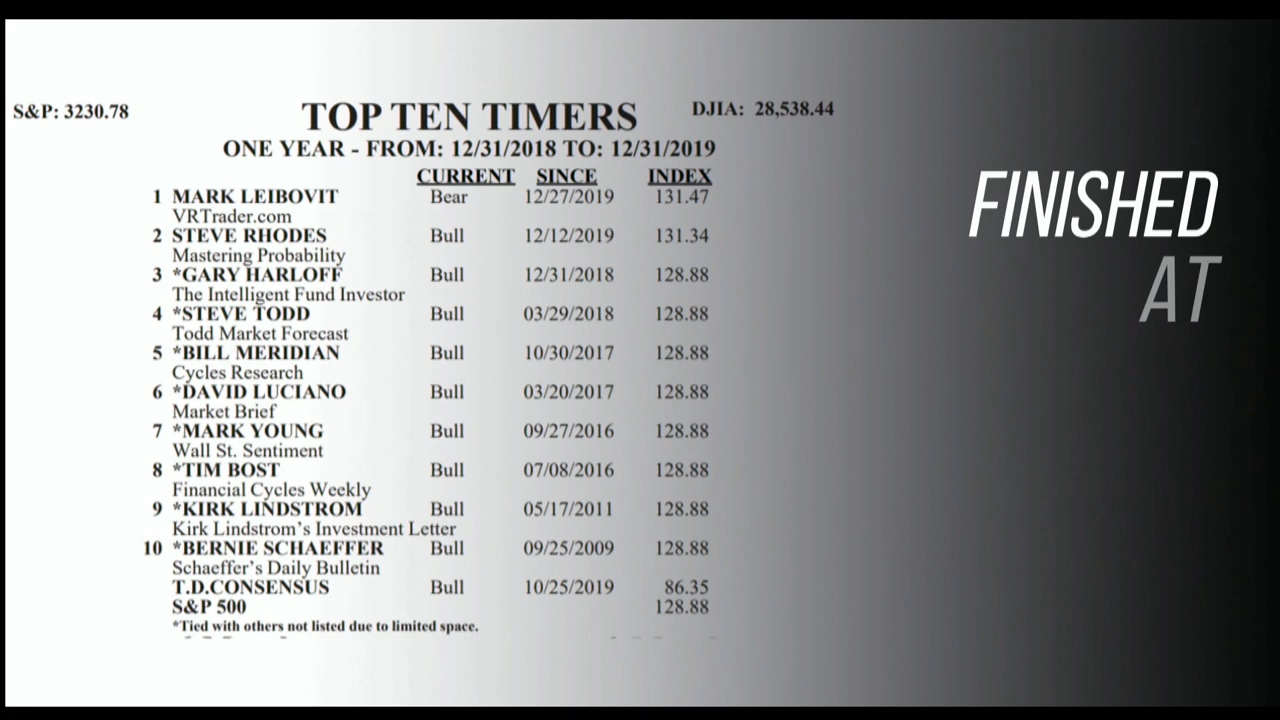 S&P: 3230.78
TOP TEN TIMERS
DJIA: 28,538.44
ONE YEAR - FROM: 12/31/2018 TO: 12/31/2019
CURRENT SINCE INDEX
1 MARK LEIBOVIT Bear 12/27/2019 131.47
VRTrader.com
2 STEVE RHODES Bull 12/12/2019 131.34
Mastering Probability
3 *GARY HARLOFF Bull 12/31/2018 128.88
The Intelligent Fund Investor
4 *STEVE TODD Bull 03/29/2018 128.88
Todd Market Forecast
5 *BILL MERIDIAN Bull 10/30/2017 128.88
Cycles Research
6 *DAVID LUCIANO Bull 03/20/2017 128.88
Market Brief
7 *MARK YOUNG Bull 09/27/2016 128.88
Wall St. Sentiment
8 *TIM BOST Bull 07/08/2016 128.88
Financial Cycles Weekly
9 *KIRK LINDSTROM Bull 05/17/2011 128.88
Kirk Lindstrom's Investment Letter
10 *BERNIE SCHAEFFER Bull 09/25/2009 128.88
Schaeffer's Daily Bulletin
T.D.CONSENSUS Bull 10/25/2019 86.35
S&P 500 128.88
*Tied with others not listed due to limited space.
FINISHED
AT